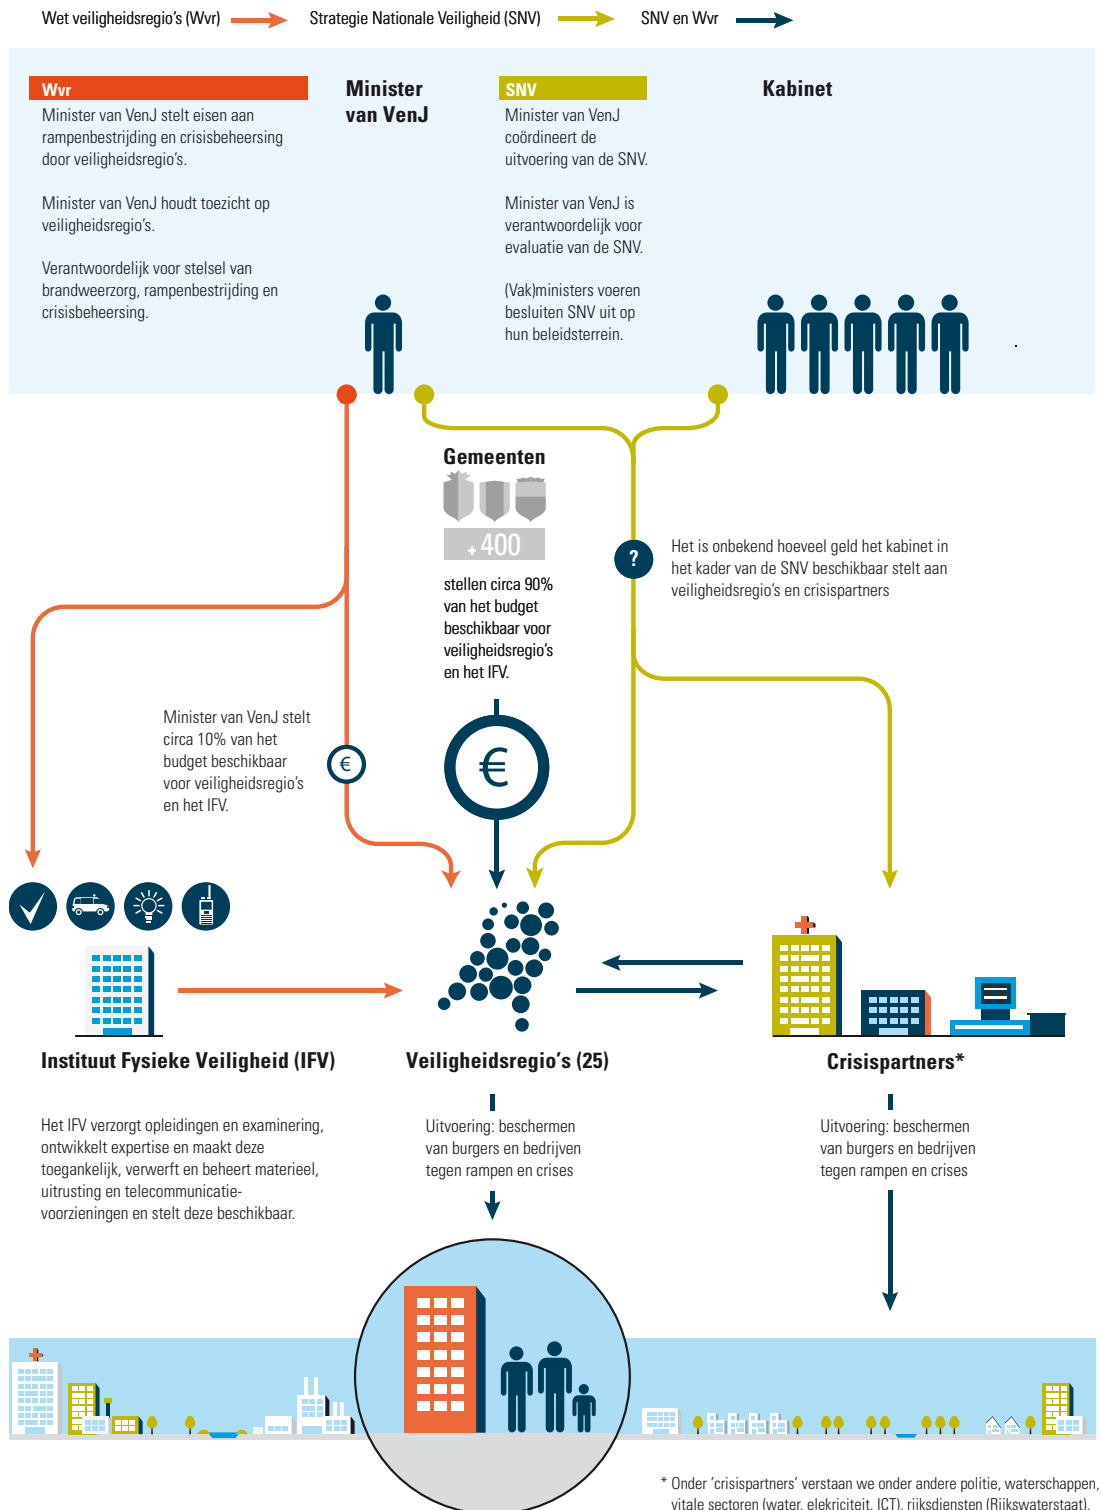 Wet veiligheidsregio's (Wvr)
Strategie Nationale Veiligheid (SNV)
SNV en Wvr
Wvr
Minister van VenJ stelt eisen aan
rampenbestrijding en crisisbeheersing
door veiligheidsregio's.
Minister van VenJ houdt toezicht op
veiligheidsregio's.
Verantwoordelijk voor stelsel van
brandweerzorg, rampenbestrijding en
crisisbeheersing.
Minister
van VenJ
SNV
Minister van VenJ
coördineert de
uitvoering van de SNV.
Minister van VenJ is
verantwoordelijk voor
evaluatie van de SNV.
(Vak)ministers voeren
besluiten SNV uit op
hun beleidsterrein.
Kabinet
Gemeenten
+400
stellen circa 90%
van het budget
beschikbaar voor
veiligheidsregio's
en het IFV.
?
Het is onbekend hoeveel geld het kabinet in
het kader van de SNV beschikbaar stelt aan
veiligheidsregio's en crisispartners
Minister van VenJ stelt
circa 10% van het
budget beschikbaar
voor veiligheidsregio's
en het IFV.
€
€
Instituut Fysieke Veiligheid (IFV)
Het IFV verzorgt opleidingen en examinering,
ontwikkelt expertise en maakt deze
toegankelijk, verwerft en beheert materieel,
uitrusting en telecommunicatie-
voorzieningen en stelt deze beschikbaar.
Veiligheidsregio's (25)
Uitvoering: beschermen
van burgers en bedrijven
tegen rampen en crises
Crisispartners*
Uitvoering: beschermen
van burgers en bedrijven
tegen rampen en crises
* Onder 'crisispartners' verstaan we onder andere politie, waterschappen,
vitale sectoren (water, elekriciteit, ICT), rijksdiensten (Rijkswaterstaat).